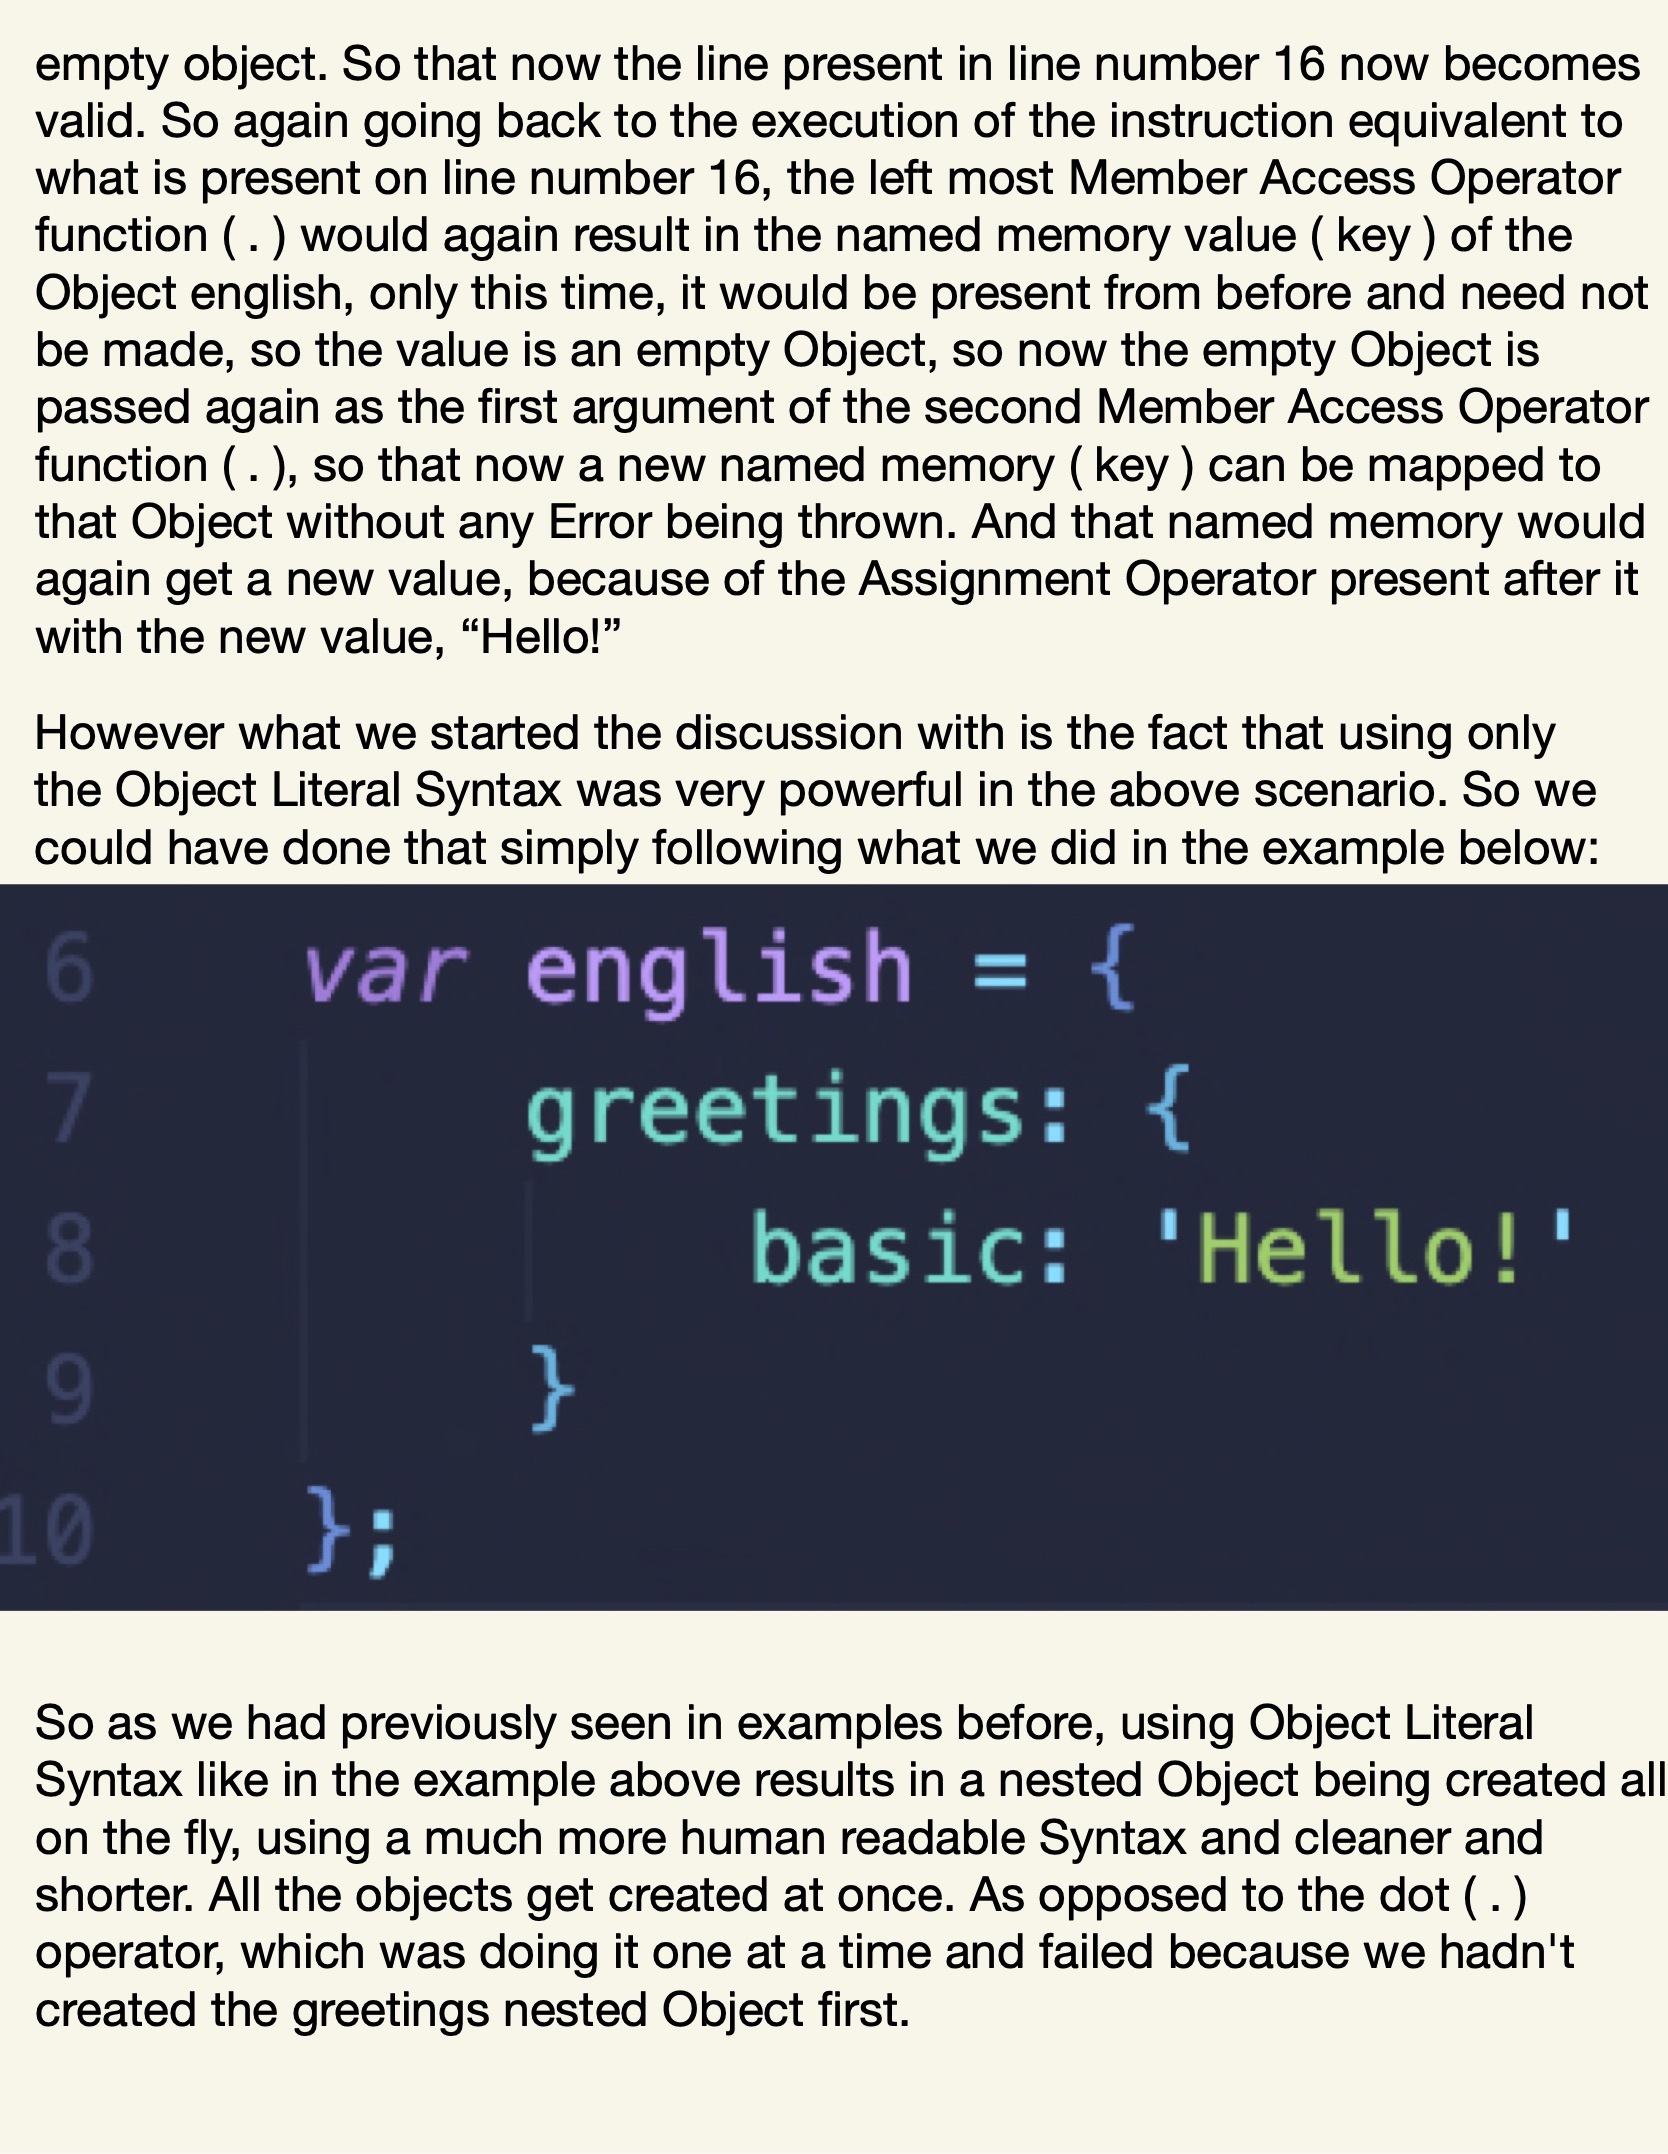 empty object. So that now the line present in line number 16 now becomes
valid. So again going back to the execution of the instruction equivalent to
what is present on line number 16, the left most Member Access Operator
function ( . ) would again result in the named memory value ( key ) of the
Object english, only this time, it would be present from before and need not
be made, so the value is an empty Object, so now the empty Object is
passed again as the first argument of the second Member Access Operator
function ( . ), so that now a new named memory ( key ) can be mapped to
that Object without any Error being thrown. And that named memory would
again get a new value, because of the Assignment Operator present after it
with the new value, “Hello!”
However what we started the discussion with is the fact that using only
the Object Literal Syntax was very powerful in the above scenario. So we
could have done that simply following what we did in the example below:
6 var english = {
7 greetings: {
8 basic: 'Hello!'
9 }
10 };
So as we had previously seen in examples before, using Object Literal
Syntax like in the example above results in a nested Object being created all
on the fly, using a much more human readable Syntax and cleaner and
shorter. All the objects get created at once. As opposed to the dot ( . )
operator, which was doing it one at a time and failed because we hadn't
created the greetings nested Object first.